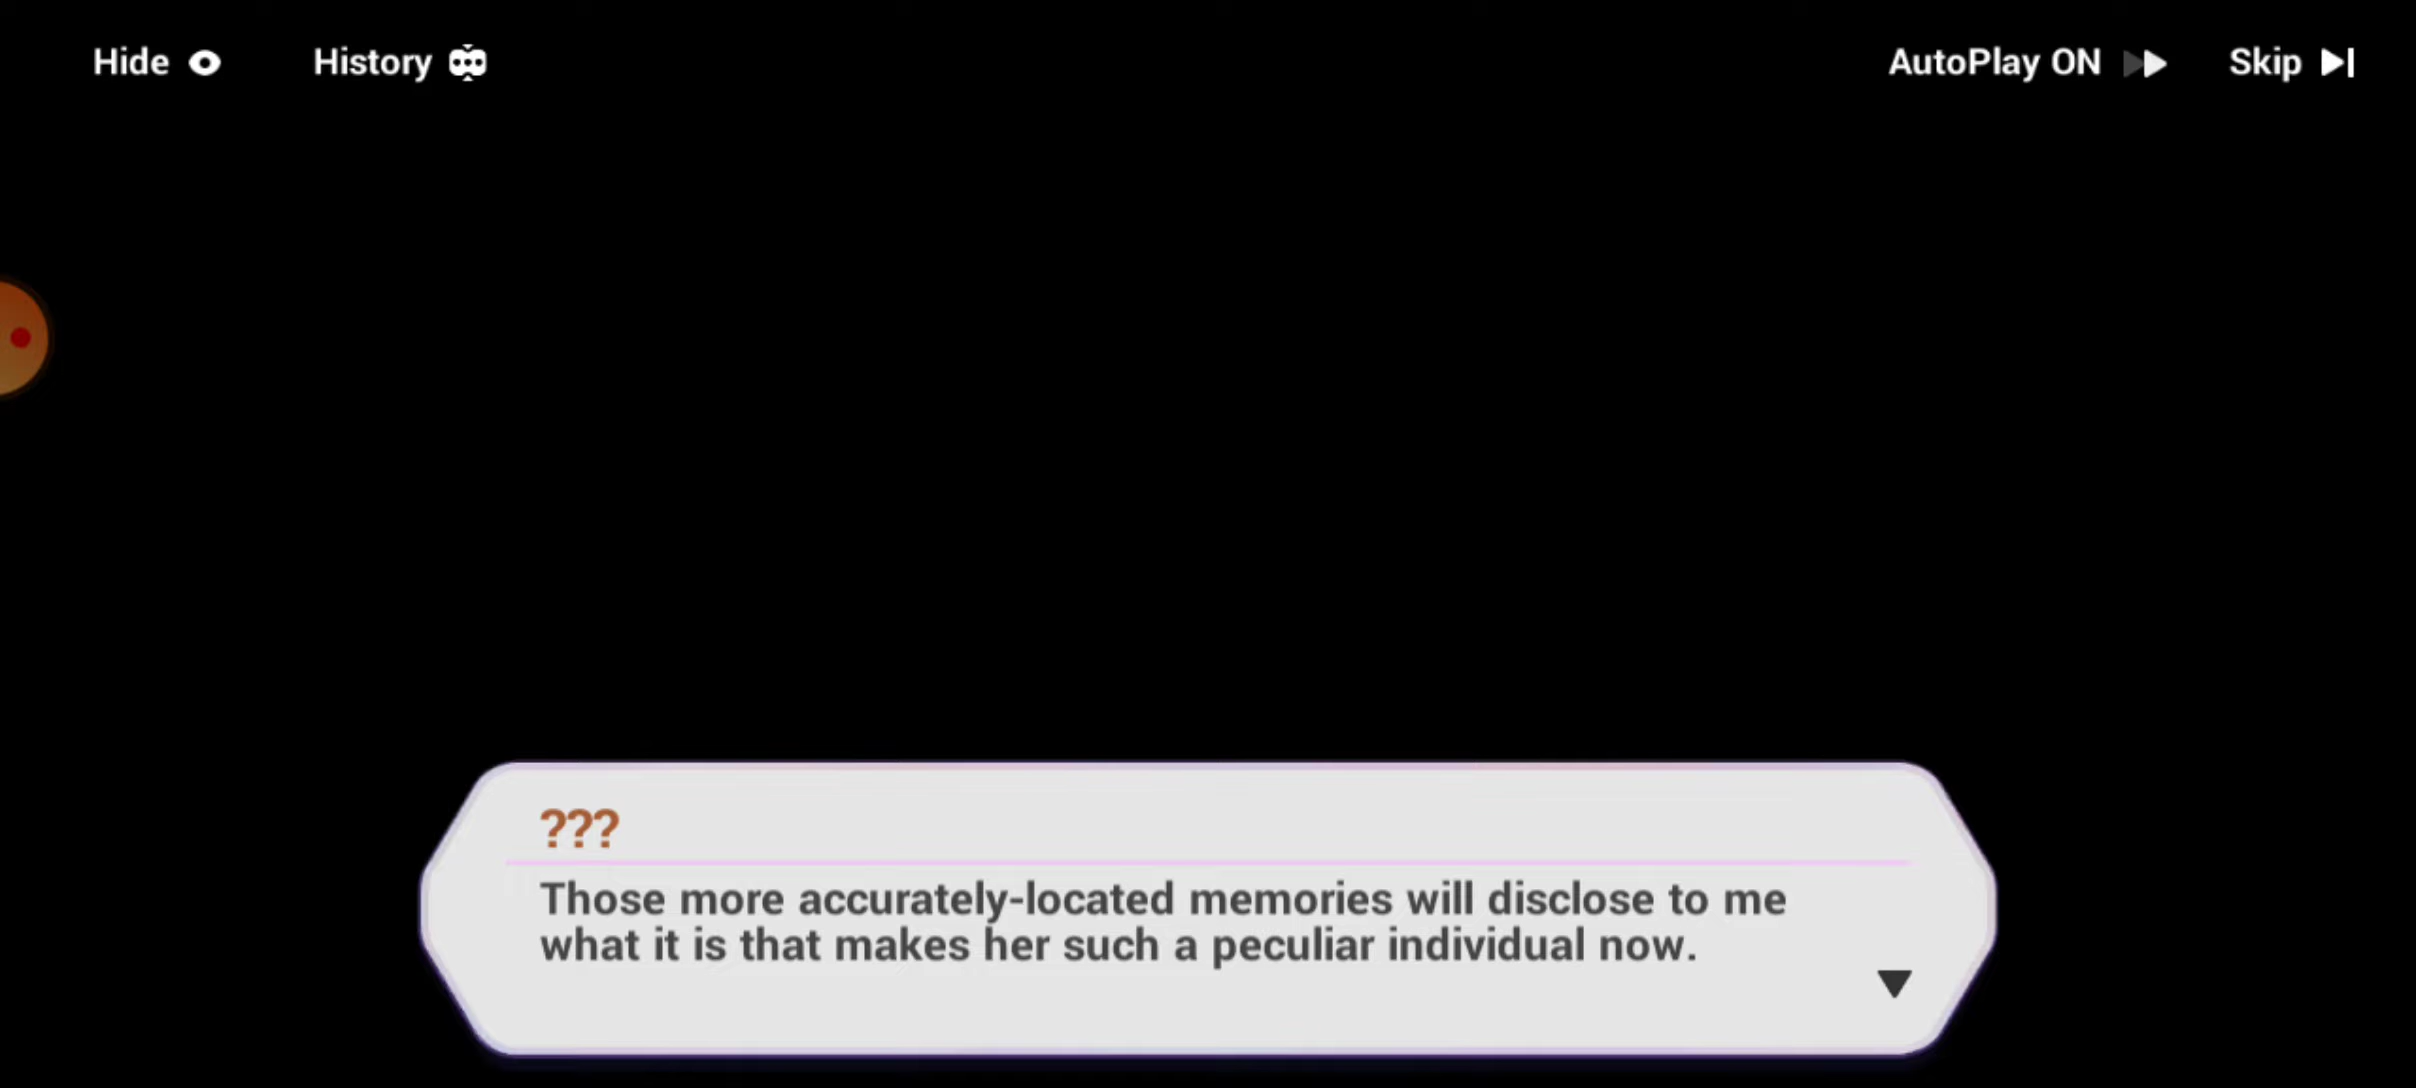 Hide
History
AutoPlay ON
Skip
???
Those more accurately-located memories will disclose to me
what it is that makes her such a peculiar individual now.